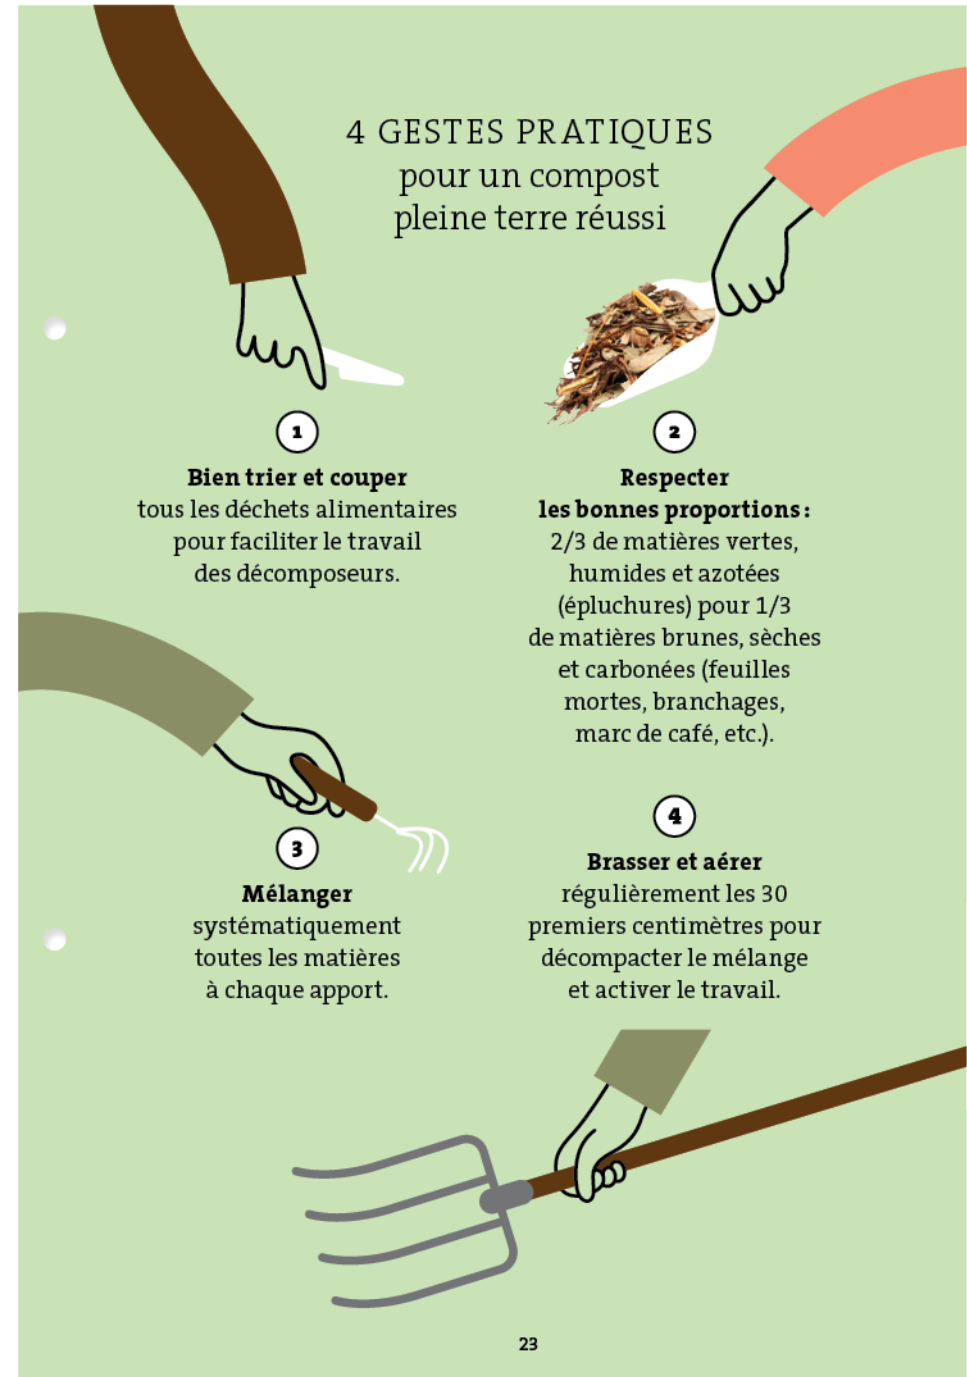 4 GESTES PRATIQUES
pour un compost
pleine terre réussi
1
Bien trier et couper
tous les déchets alimentaires
pour faciliter le travail
des décomposeurs.
2
Respecter
les bonnes proportions :
2/3 de matières vertes,
humides et azotées
(épluchures) pour 1/3
de matières brunes, sèches
et carbonées (feuilles
mortes, branchages,
marc de café, etc.).
3
Mélanger
systématiquement
toutes les matières
à chaque apport.
4
Brasser et aérer
régulièrement les 30
premiers centimètres pour
décompacter le mélange
et activer le travail.
23